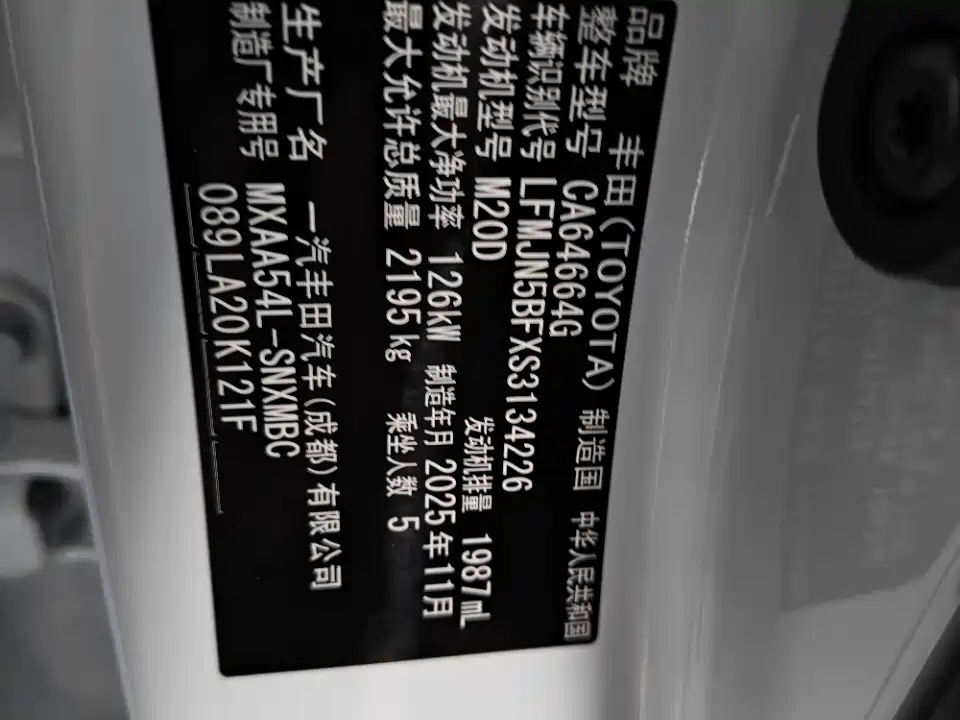 品牌 丰田(TOYOTA) 制造国 中华人民共和国
整车型号 CA64664G
车辆识别代号 LFMJN5BFXS3134226
发动机型号 M20D 发动机排量 1987mL
发动机最大净功率 126kW 制造年月 2025年11月
最大允许总质量 2195kg 乘坐人数 5
生产厂名 一汽丰田汽车(成都)有限公司
制造厂专用号 MXAA54L-SNXMBC
089LA20K121F